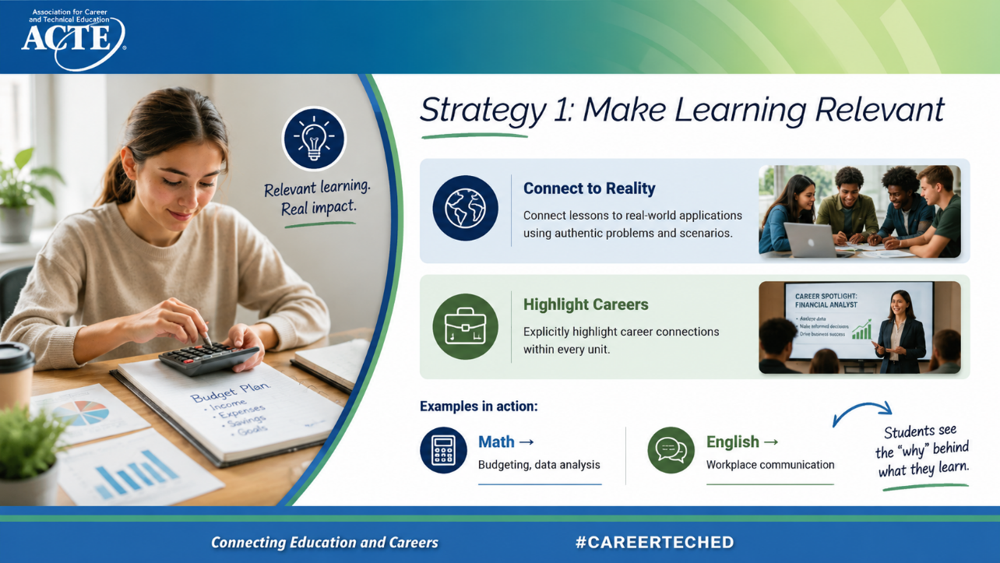 Association for Career
and Technical Education
ACTE®
Relevant learning.
Real impact.
Budget Plan
• Income
• Expenses
• Savings
• Goals
Strategy 1: Make Learning Relevant
Connect to Reality
Connect lessons to real-world applications
using authentic problems and scenarios.
Highlight Careers
Explicitly highlight career connections
within every unit.
CAREER SPOTLIGHT:
FINANCIAL ANALYST
• Analyze data
• Make informed decisions
• Drive business success
Examples in action:
Math →
Budgeting, data analysis
English →
Workplace communication
Students see
the “why” behind
what they learn.
Connecting Education and Careers
#CAREERTECHED